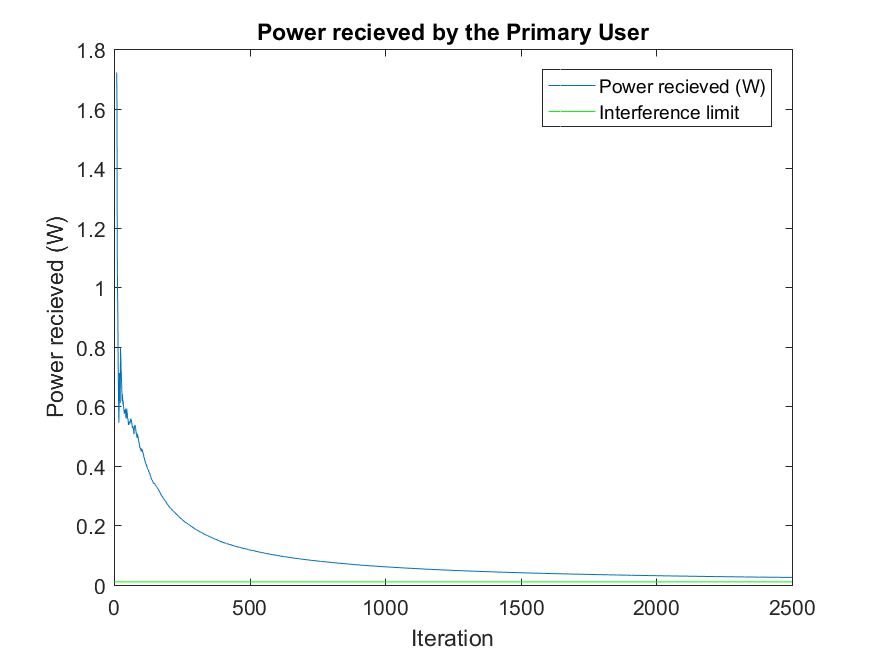 Power recieved by the Primary User
Power recieved (W)
Interference limit
Power recieved (W)
1.8
1.6
1.4
1.2
1
0.8
0.6
0.4
0.2
0
0 500 1000 1500 2000 2500
Iteration